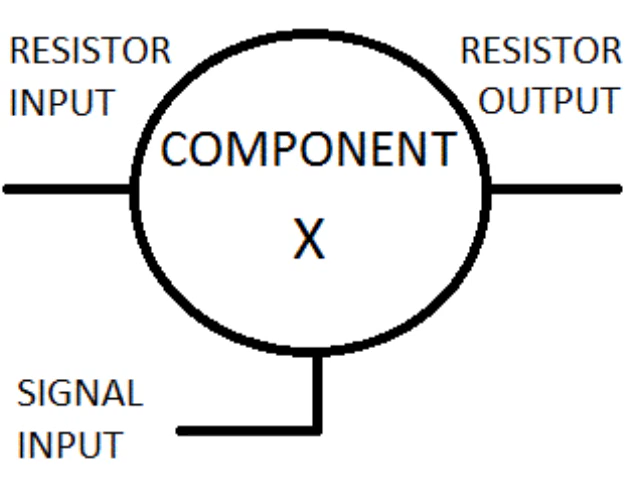 RESISTOR
INPUT
RESISTOR
OUTPUT
COMPONENT
X
SIGNAL
INPUT